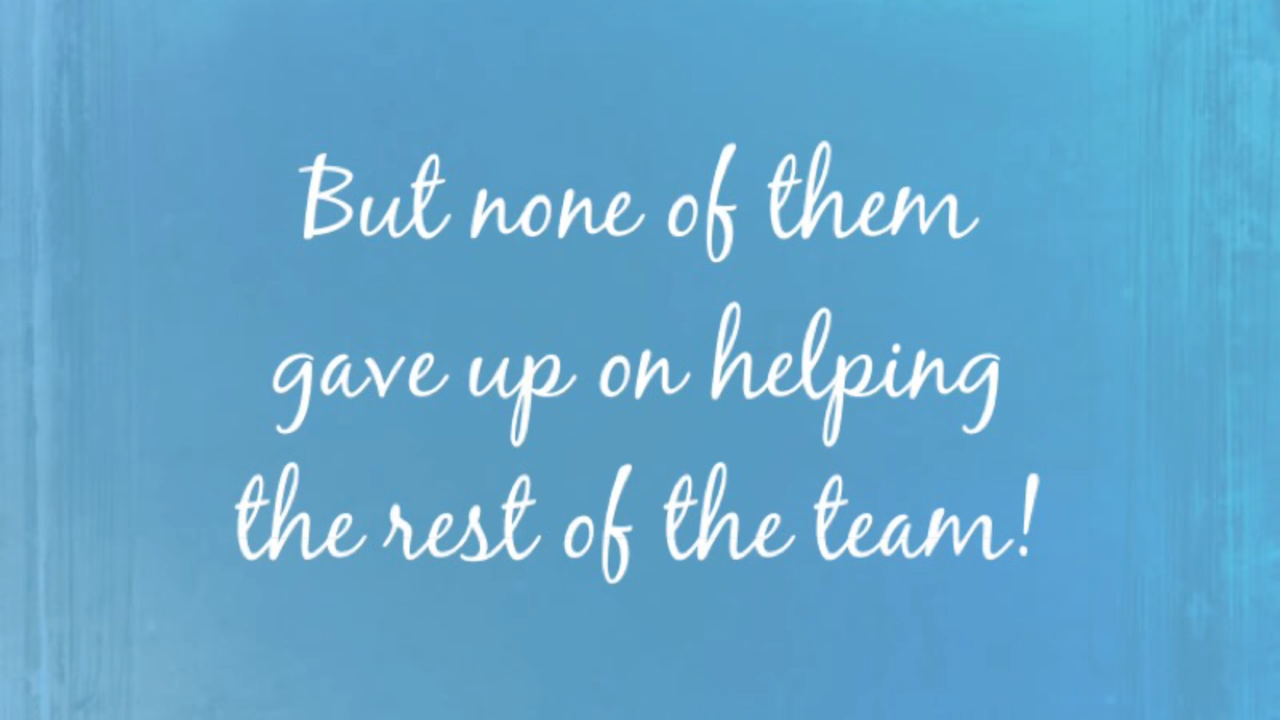 But none of them
gave up on helping
the rest of the team!